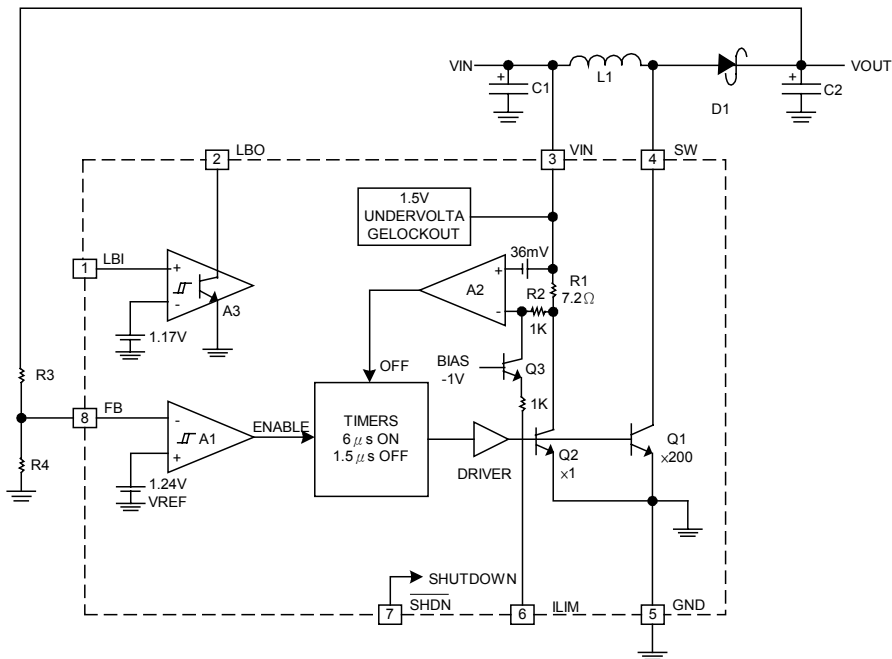 VIN
L1
VOUT
C1
D1
C2
+
+
2
LBO
3
VIN
4
SW
1.5V
UNDERVOLTA
GELOCKOUT
1
LBI
+
-
A3
1.17V
36mV
+
A2
-
R1
7.2Ω
R2
1K
OFF
BIAS
-1V
Q3
1K
R3
8
FB
-
A1
+
ENABLE
TIMERS
6μs ON
1.5μs OFF
DRIVER
Q2
×1
Q1
×200
R4
1.24V
VREF
SHUTDOWN
7
SHDN
6
ILIM
5
GND